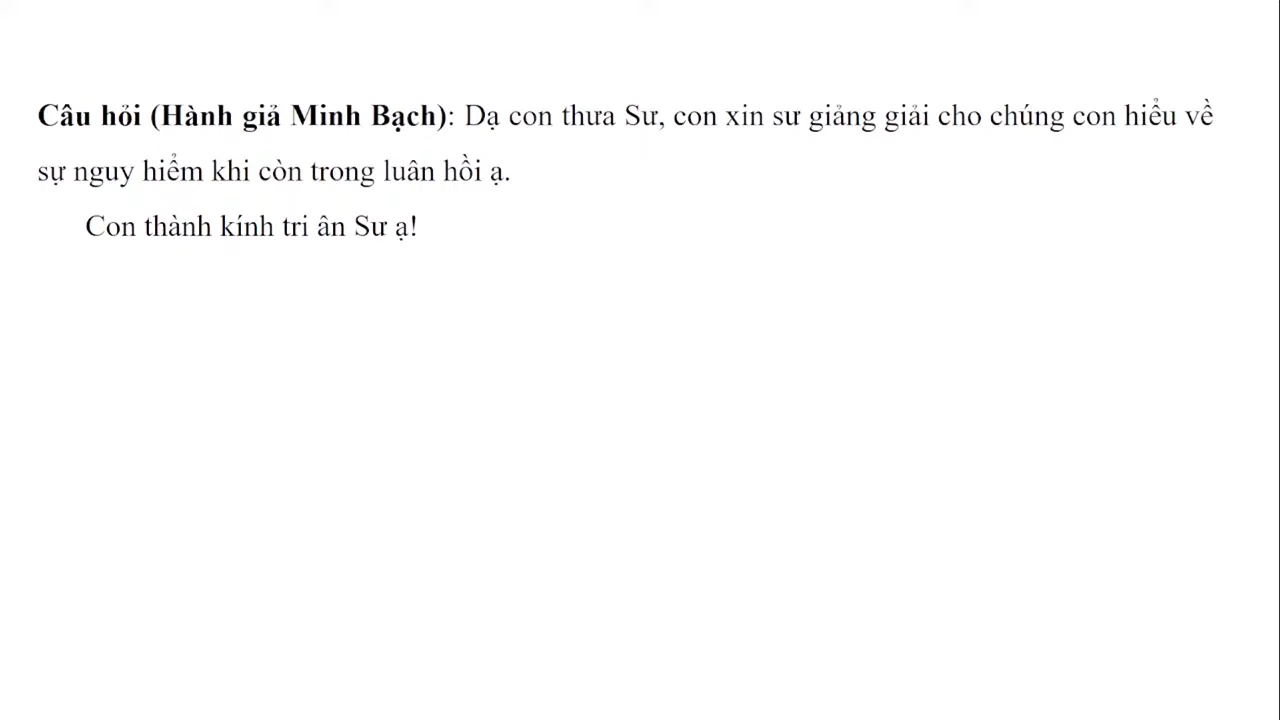 Câu hỏi (Hành giả Minh Bạch): Dạ con thưa Sư, con xin sư giảng giải cho chúng con hiểu về
sự nguy hiểm khi còn trong luân hồi ạ.
Con thành kính tri ân Sư ạ!